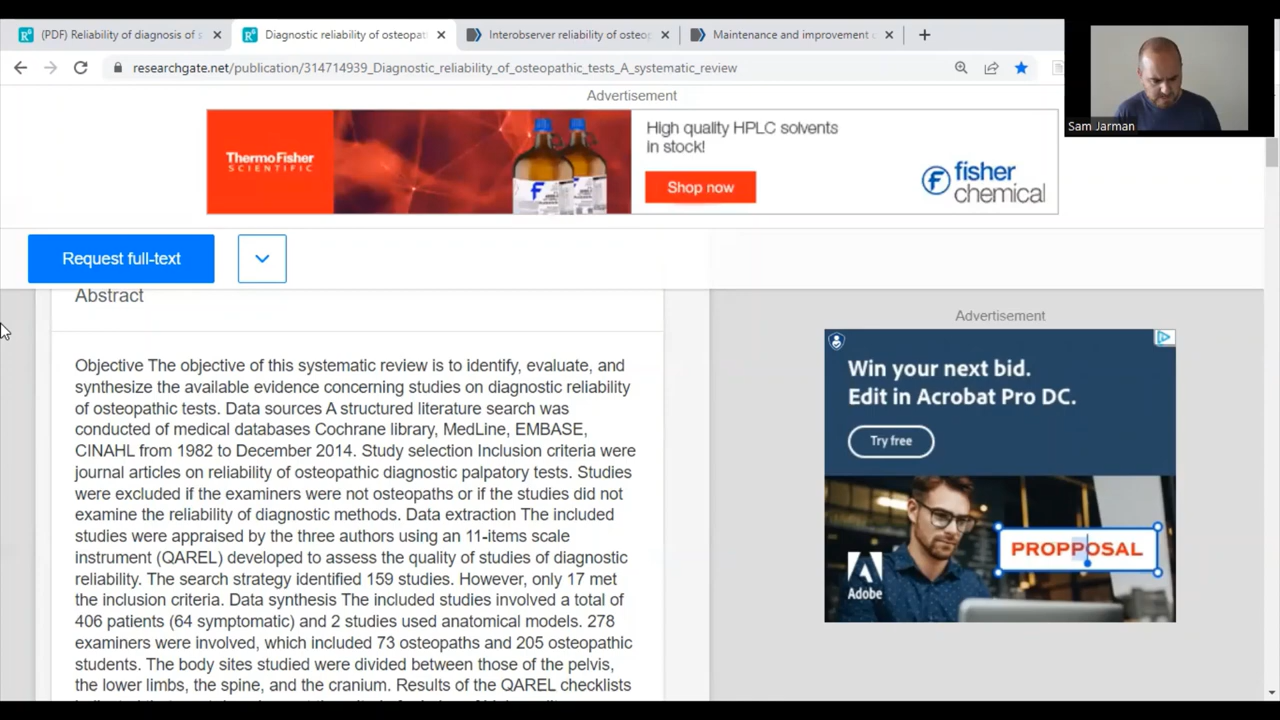 (PDF) Reliability of diagnosis of s
Diagnostic reliability of osteopat
Interobserver reliability of osteo
Maintenance and improvement o
researchgate.net/publication/314714939_Diagnostic_reliability_of_osteopathic_tests_A_systematic_review
Sam Jarman
Advertisement
ThermoFisher
SCIENTIFIC
High quality HPLC solvents
in stock!
Shop now
fisher
chemical
Request full-text
Abstract
Objective The objective of this systematic review is to identify, evaluate, and
synthesize the available evidence concerning studies on diagnostic reliability
of osteopathic tests. Data sources A structured literature search was
conducted of medical databases Cochrane library, MedLine, EMBASE,
CINAHL from 1982 to December 2014. Study selection Inclusion criteria were
journal articles on reliability of osteopathic diagnostic palpatory tests. Studies
were excluded if the examiners were not osteopaths or if the studies did not
examine the reliability of diagnostic methods. Data extraction The included
studies were appraised by the three authors using an 11-items scale
instrument (QAREL) developed to assess the quality of studies of diagnostic
reliability. The search strategy identified 159 studies. However, only 17 met
the inclusion criteria. Data synthesis The included studies involved a total of
406 patients (64 symptomatic) and 2 studies used anatomical models. 278
examiners were involved, which included 73 osteopaths and 205 osteopathic
students. The body sites studied were divided between those of the pelvis,
the lower limbs, the spine, and the cranium. Results of the QAREL checklists
Advertisement
Win your next bid.
Edit in Acrobat Pro DC.
Try free
PROPPOSAL
Adobe